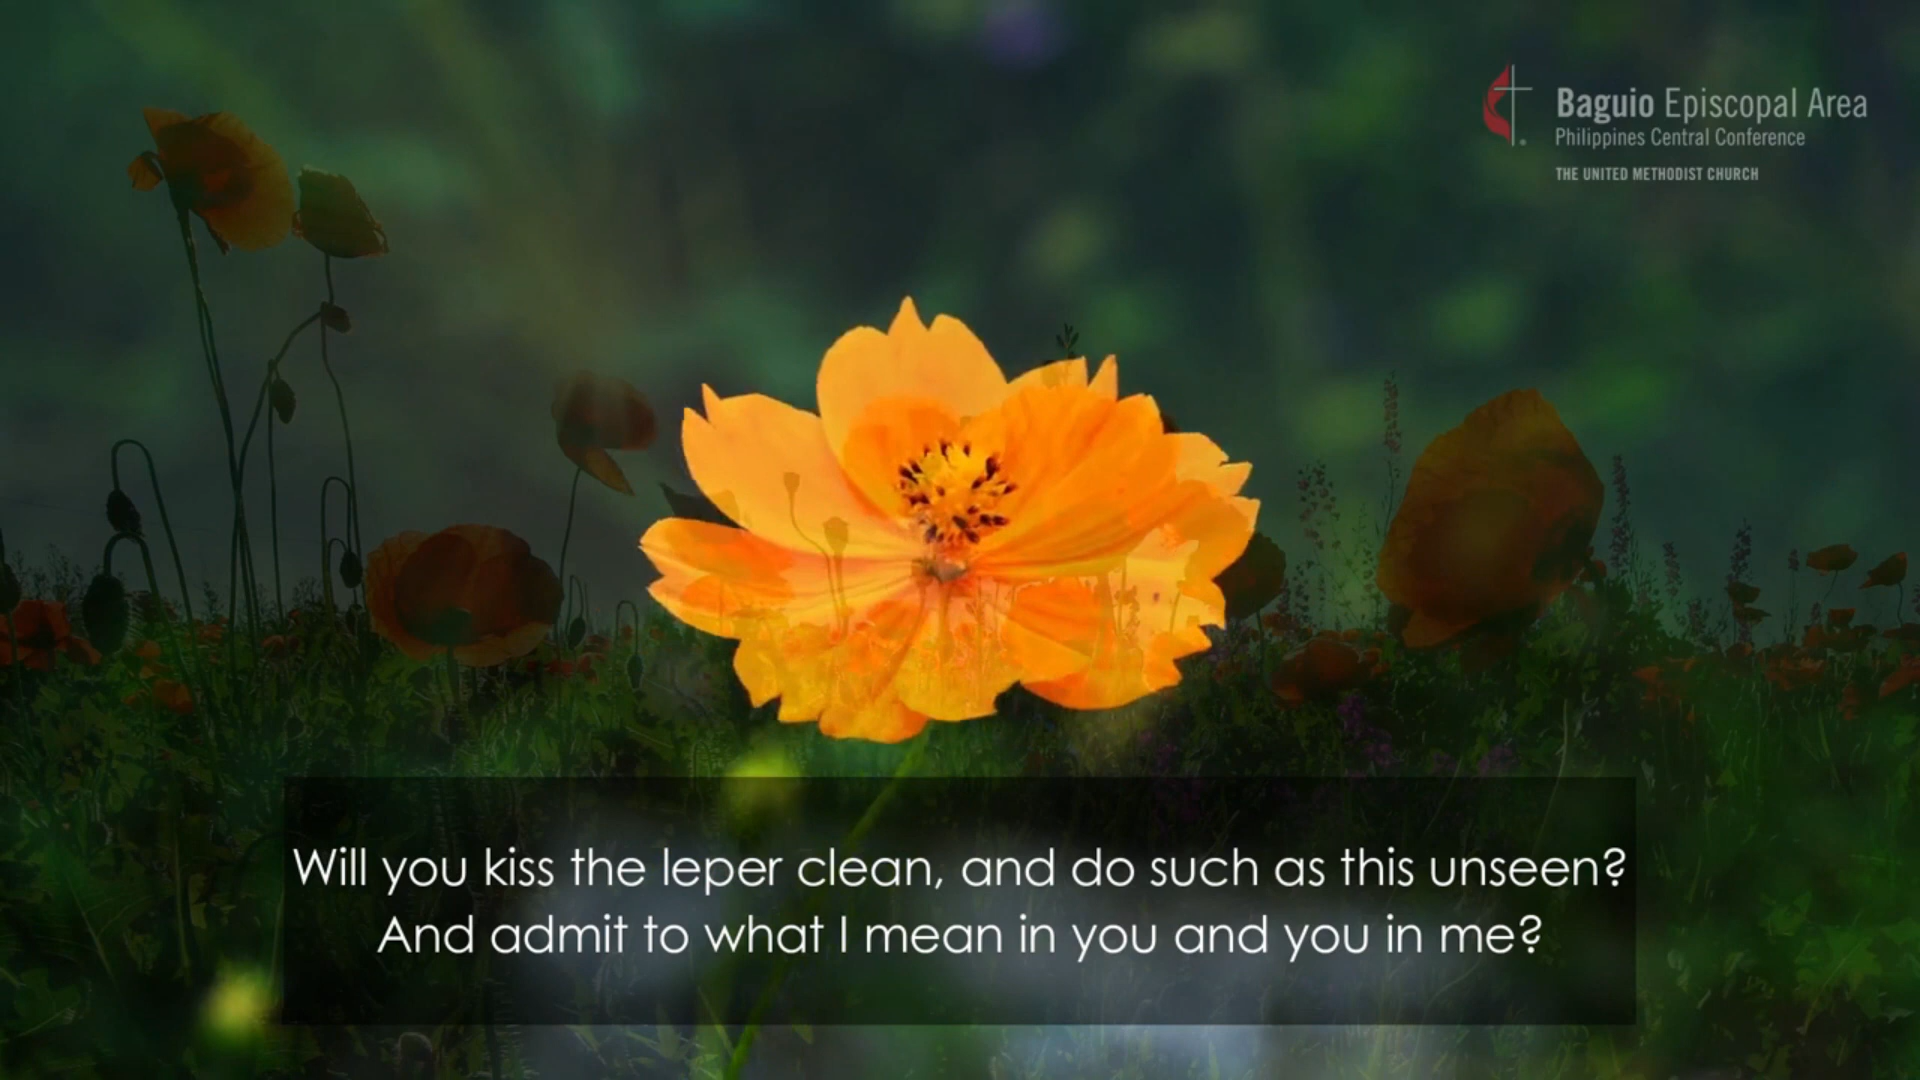 Baguio Episcopal Area
Philippines Central Conference
THE UNITED METHODIST CHURCH
Will you kiss the leper clean, and do such as this unseen?
And admit to what I mean in you and you in me?